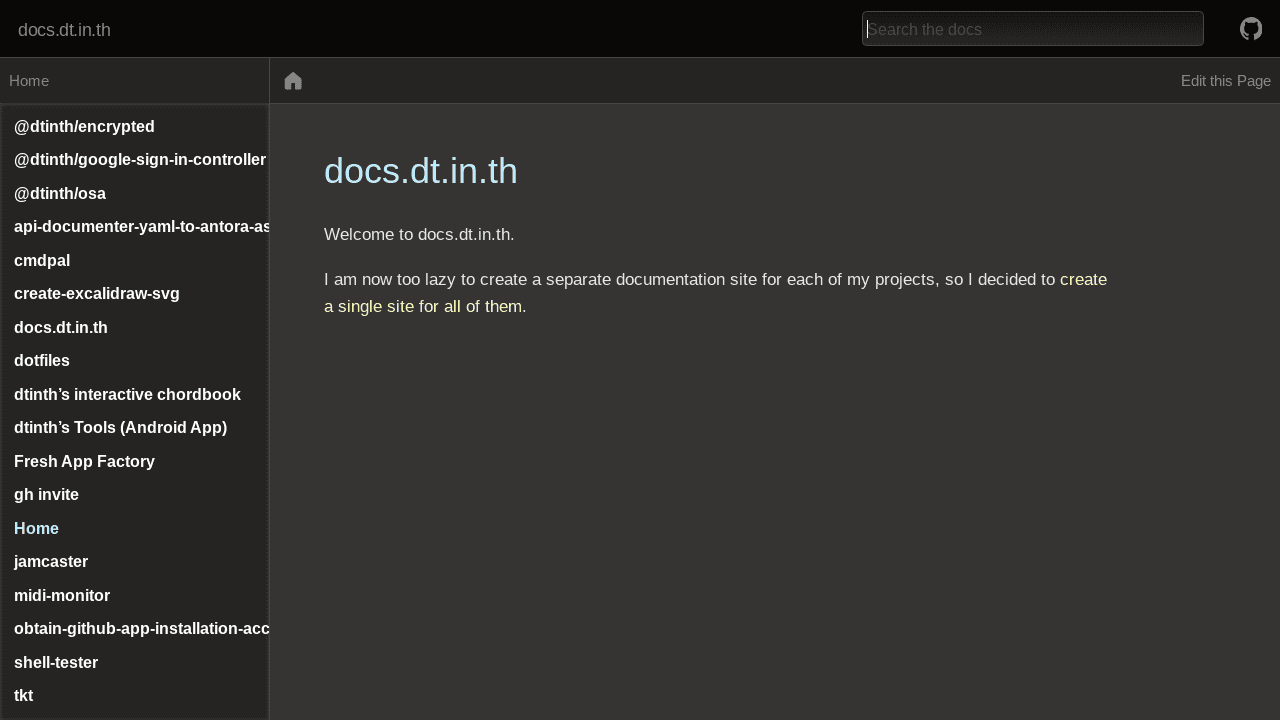 docs.dt.in.th
Search the docs
Home
Edit this Page
@dtinth/encrypted
@dtinth/google-sign-in-controller
@dtinth/osa
api-documenter-yaml-to-antora-as
cmdpal
create-excalidraw-svg
docs.dt.in.th
dotfiles
dtinth’s interactive chordbook
dtinth’s Tools (Android App)
Fresh App Factory
gh invite
Home
jamcaster
midi-monitor
obtain-github-app-installation-acc
shell-tester
tkt
docs.dt.in.th
Welcome to docs.dt.in.th.
I am now too lazy to create a separate documentation site for each of my projects, so I decided to create
a single site for all of them.